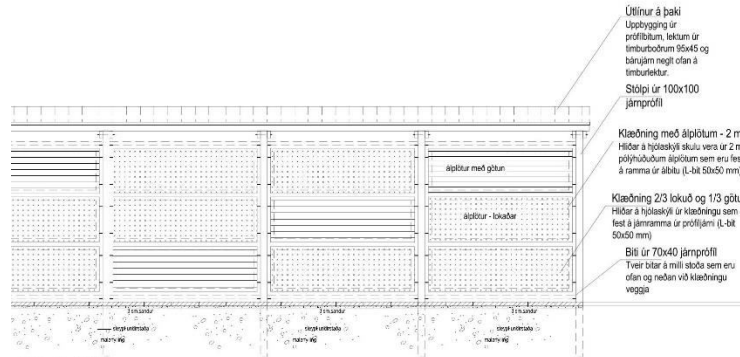 Útlínur á þaki
Uppbygging úr
prófílbitum, lektum úr
timburboðrum 95x45 og
bárujárn neglt ofan á
timburlektur.
Stólpi úr 100x100
járnprófíl
Klæðning með álplötum - 2 m
Hliðar á hjólaskýli skulu vera úr 2 m
pólýhúðuðum álplötum sem eru fes
á ramma úr álbitu (L-bit 50x50 mm)
álplötur með götun
Klæðning 2/3 lokuð og 1/3 götu
Hliðar á hjólaskýli úr klæðningu sem
fest á járnramma úr prófíljárni (L-bit
50x50 mm)
álplötur - lokaðar
Biti úr 70x40 járnprófíl
Tveir bitar á milli stoða sem eru
ofan og neðan við klæðningu
veggja